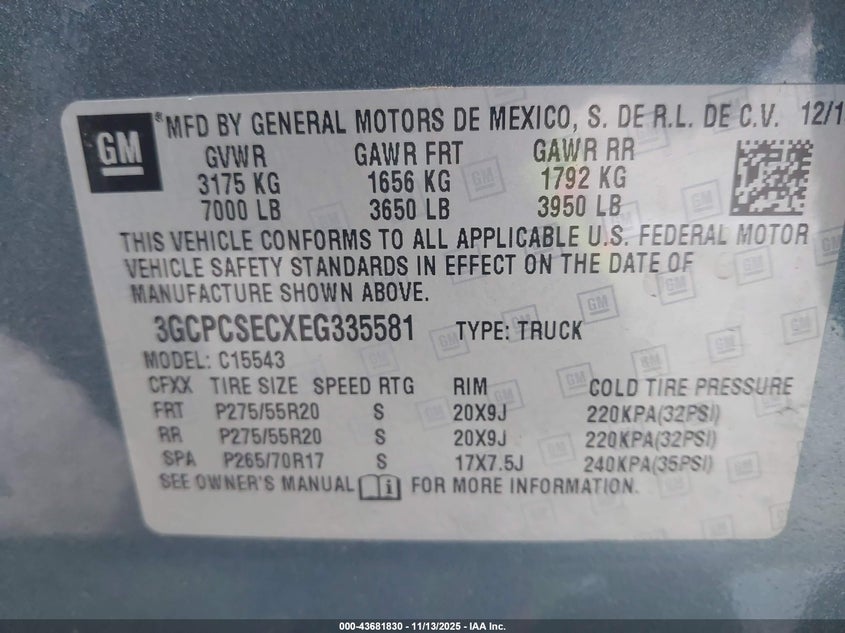 GM
® MFD BY GENERAL MOTORS DE MEXICO, S. DE R.L. DE C.V. 12/1
GVWR GAWR FRT GAWR RR
3175 KG 1656 KG 1792 KG
7000 LB 3650 LB 3950 LB
THIS VEHICLE CONFORMS TO ALL APPLICABLE U.S. FEDERAL MOTOR
VEHICLE SAFETY STANDARDS IN EFFECT ON THE DATE OF
MANUFACTURE SHOWN ABOVE.
3GCPCSECXEG335581 TYPE: TRUCK
MODEL: C15543
CFXX TIRE SIZE SPEED RTG RIM COLD TIRE PRESSURE
FRT P275/55R20 S 20X9J 220KPA(32PSI)
RR P275/55R20 S 20X9J 220KPA(32PSI)
SPA P265/70R17 S 17X7.5J 240KPA(35PSI)
SEE OWNER'S MANUAL i FOR MORE INFORMATION.
000-43681830 - 11/13/2025 - IAA Inc.